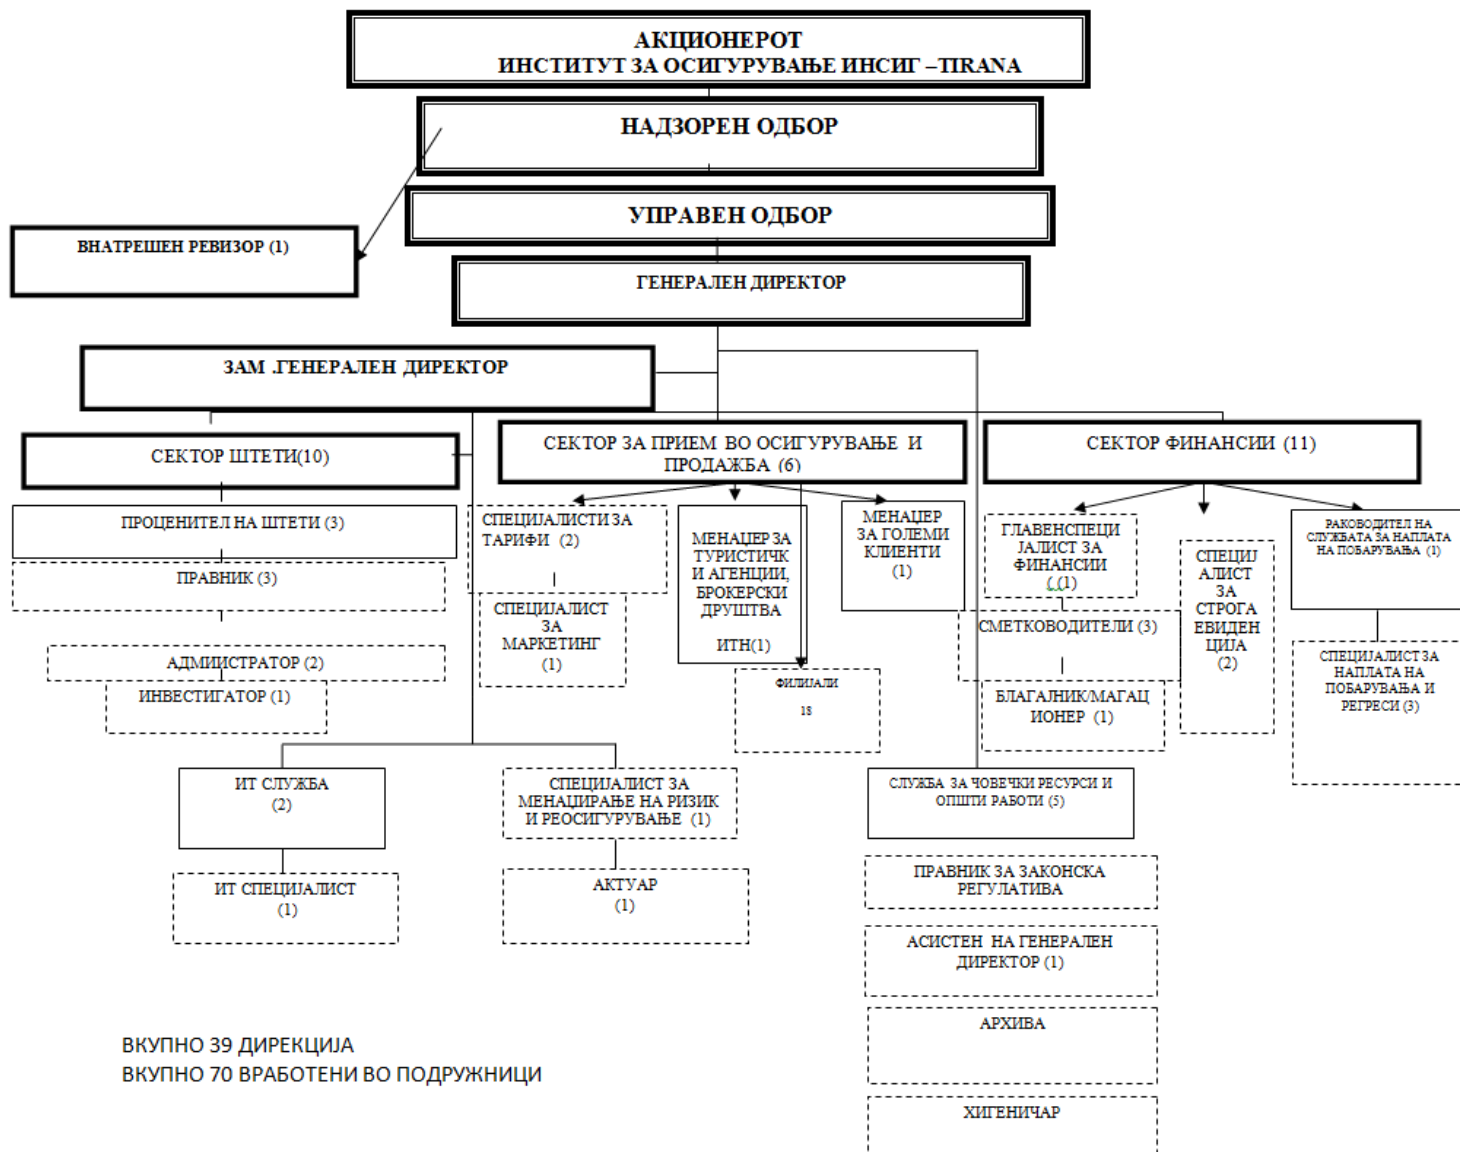 АКЦИОНЕРОТ
ИНСТИТУТ ЗА ОСИГУРУВАЊЕ ИНСИГ –TIRANA
НАДЗОРЕН ОДБОР
УПРАВЕН ОДБОР
ВНАТРЕШЕН РЕВИЗОР (1)
ГЕНЕРАЛЕН ДИРЕКТОР
ЗАМ .ГЕНЕРАЛЕН ДИРЕКТОР
СЕКТОР ШТЕТИ(10)
СЕКТОР ЗА ПРИЕМ ВО ОСИГУРУВАЊЕ И
ПРОДАЖБА (6)
СЕКТОР ФИНАНСИИ (11)
ПРОЦЕНИТЕЛ НА ШТЕТИ (3)
ПРАВНИК (3)
АДМИИСТРАТОР (2)
ИНВЕСТИГАТОР (1)
СПЕЦИЈАЛИСТИ ЗА
ТАРИФИ (2)
СПЕЦИЈАЛИСТ
ЗА
МАРКЕТИНГ
(1)
МЕНАЏЕР ЗА
ТУРИСТИЧК
И АГЕНЦИИ,
БРОКЕРСКИ
ДРУШТВА
ИТН(1)
МЕНАЏЕР
ЗА ГОЛЕМИ
КЛИЕНТИ
(1)
ФИЛИЈАЛИ
18
ГЛАВЕНСПЕЦИ
ЈАЛИСТ ЗА
ФИНАНСИИ
( (1)
СМЕТКОВОДИТЕЛИ (3)
БЛАГАЈНИК/МАГАЦ
ИОНЕР (1)
СПЕЦИЈ
АЛИСТ
ЗА
СТРОГА
ЕВИДЕН
ЦИЈА
(2)
РАКОВОДИТЕЛ НА
СЛУЖБАТА ЗА НАПЛАТА
НА ПОБАРУВАЊА (1)
СПЕЦИЈАЛИСТ ЗА
НАПЛАТА НА
ПОБАРУВАЊА И
РЕГРЕСИ (3)
ИТ СЛУЖБА
(2)
ИТ СПЕЦИЈАЛИСТ
(1)
СПЕЦИЈАЛИСТ ЗА
МЕНАЏИРАЊЕ НА РИЗИК
И РЕОСИГУРУВАЊЕ (1)
АКТУАР
(1)
СЛУЖБА ЗА ЧОВЕЧКИ РЕСУРСИ И
ОПШТИ РАБОТИ (5)
ПРАВНИК ЗА ЗАКОНСКА
РЕГУЛАТИВА
АСИСТЕН НА ГЕНЕРАЛЕН
ДИРЕКТОР (1)
АРХИВА
ХИГЕНИЧАР
ВКУПНО 39 ДИРЕКЦИЈА
ВКУПНО 70 ВРАБОТЕНИ ВО ПОДРУЖНИЦИ